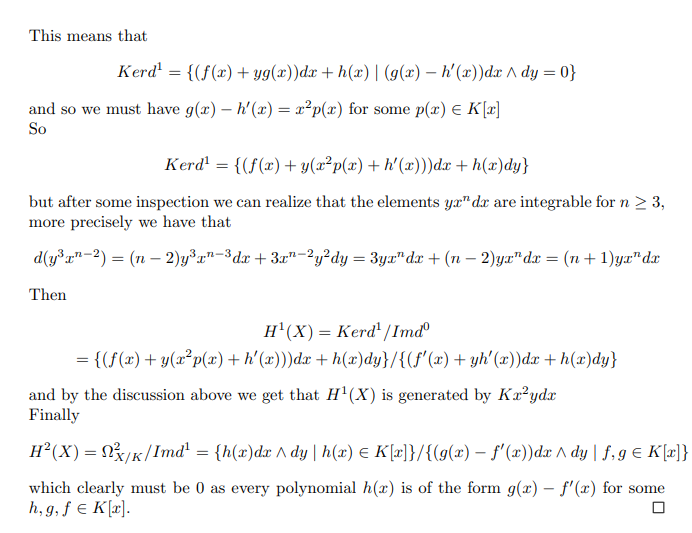 This means that
Kerd¹ = {(f(x) + yg(x))dx + h(x) | (g(x) − h′(x))dx ∧ dy = 0}
and so we must have g(x) − h′(x) = x²p(x) for some p(x) ∈ K[x]
So
Kerd¹ = {(f(x) + y(x²p(x) + h′(x)))dx + h(x)dy}
but after some inspection we can realize that the elements yxⁿdx are integrable for n ≥ 3,
more precisely we have that
d(y³xⁿ⁻²) = (n − 2)y³xⁿ⁻³dx + 3xⁿ⁻²y²dy = 3yxⁿdx + (n − 2)yxⁿdx = (n + 1)yxⁿdx
Then
H¹(X) = Kerd¹/Imd⁰
= {(f(x) + y(x²p(x) + h′(x)))dx + h(x)dy}/{(f′(x) + yh′(x))dx + h(x)dy}
and by the discussion above we get that H¹(X) is generated by Kx²ydx
Finally
H²(X) = Ω²_{X/K}/Imd¹ = {h(x)dx ∧ dy | h(x) ∈ K[x]}/{(g(x) − f′(x))dx ∧ dy | f, g ∈ K[x]}
which clearly must be 0 as every polynomial h(x) is of the form g(x) − f′(x) for some
h, g, f ∈ K[x]. □